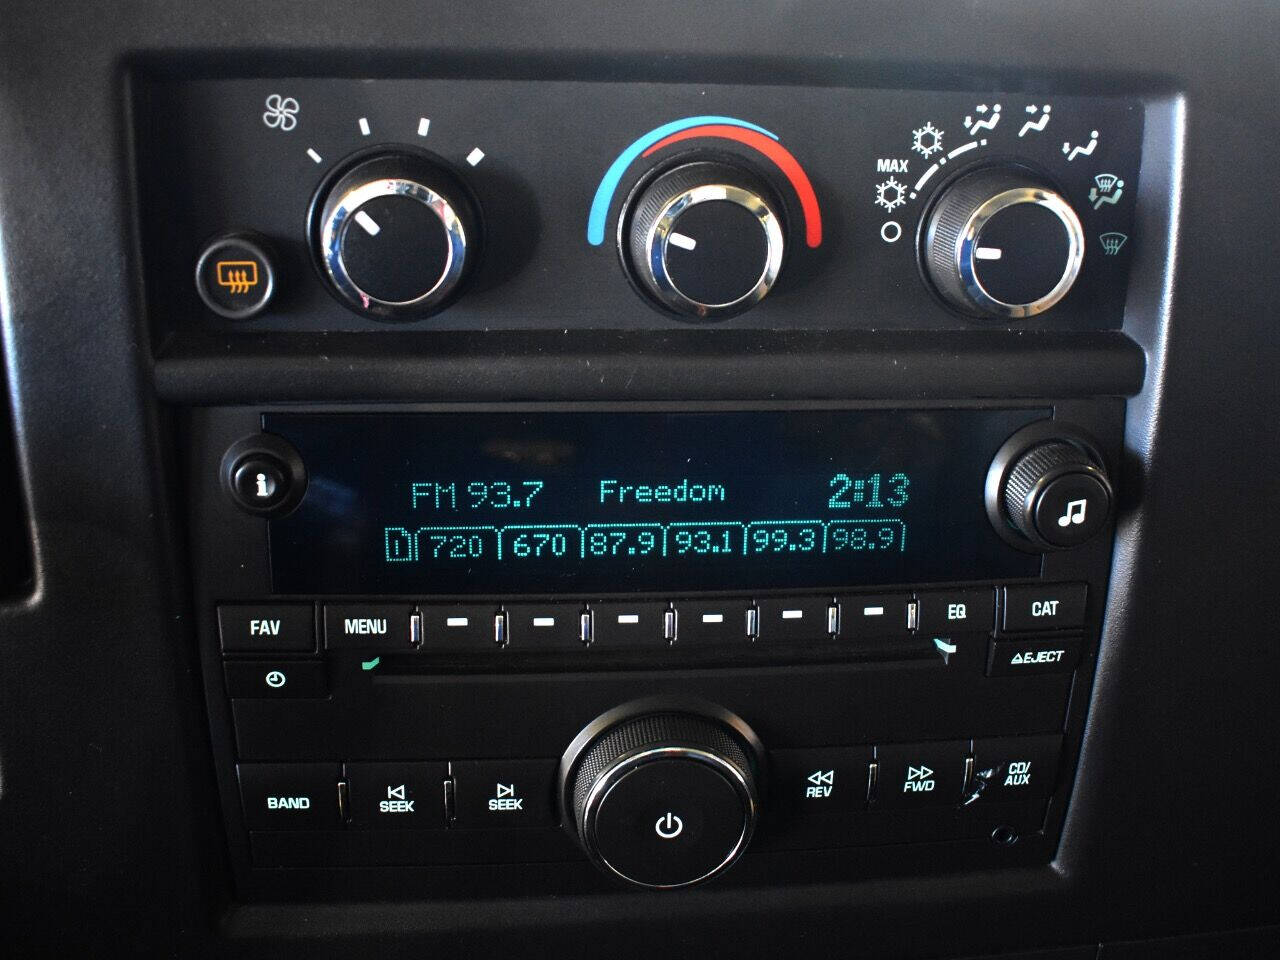 MAX
i
FM 93.7 Freedom 2:13
D 720 670 87.9 93.1 99.3 98.9
FAV MENU EQ CAT
EJECT
BAND SEEK SEEK REV FWD CD/
AUX